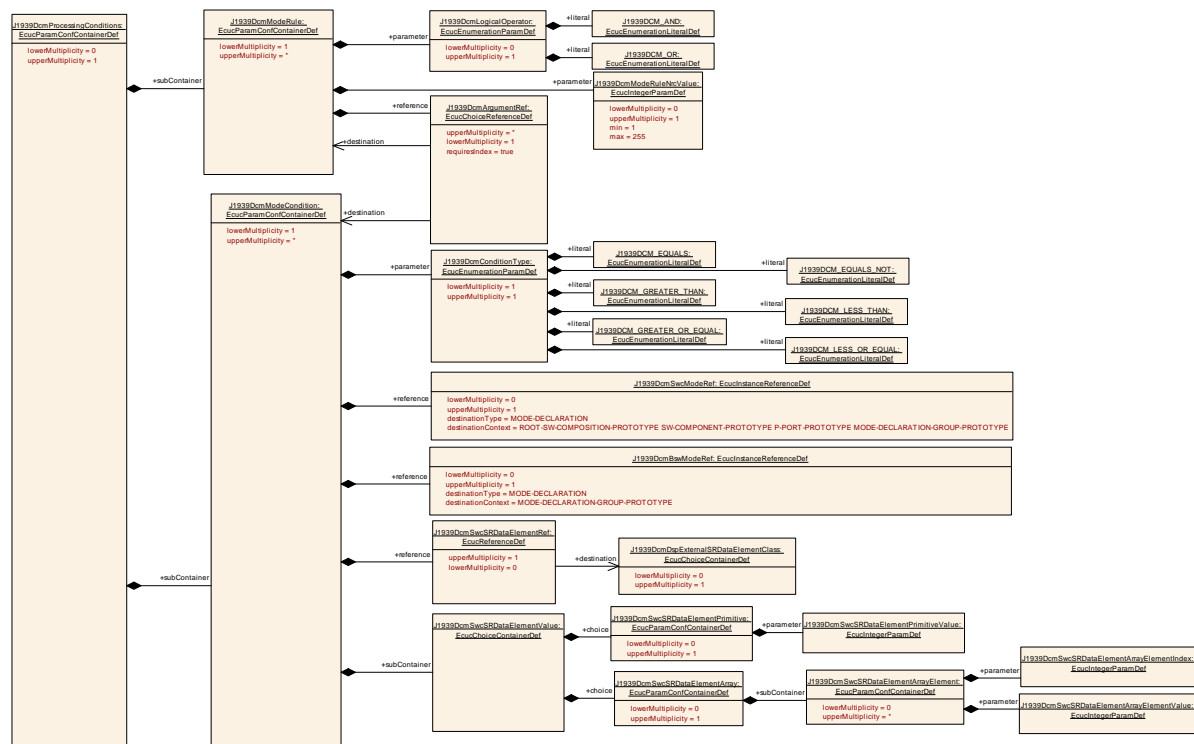 J1939DcmProcessingConditions:
EcucParamConfContainerDef
lowerMultiplicity = 0
upperMultiplicity = 1
+subContainer
J1939DcmModeRule:
EcucParamConfContainerDef
lowerMultiplicity = 1
upperMultiplicity = *
+parameter
J1939DcmLogicalOperator:
EcucEnumerationParamDef
lowerMultiplicity = 0
upperMultiplicity = 1
+literal
J1939DCM_AND:
EcucEnumerationLiteralDef
+literal
J1939DCM_OR:
EcucEnumerationLiteralDef
+parameter
J1939DcmModeRuleNrcValue:
EcucIntegerParamDef
lowerMultiplicity = 0
upperMultiplicity = 1
min = 1
max = 255
+reference
J1939DcmArgumentRef:
EcucChoiceReferenceDef
upperMultiplicity = *
lowerMultiplicity = 1
requiresIndex = true
+destination
+destination
J1939DcmModeCondition:
EcucParamConfContainerDef
lowerMultiplicity = 1
upperMultiplicity = *
+parameter
J1939DcmConditionType:
EcucEnumerationParamDef
lowerMultiplicity = 1
upperMultiplicity = 1
+literal
J1939DCM_EQUALS:
EcucEnumerationLiteralDef
+literal
J1939DCM_EQUALS_NOT:
EcucEnumerationLiteralDef
+literal
J1939DCM_GREATER_THAN:
EcucEnumerationLiteralDef
+literal
J1939DCM_LESS_THAN:
EcucEnumerationLiteralDef
+literal
J1939DCM_GREATER_OR_EQUAL:
EcucEnumerationLiteralDef
+literal
J1939DCM_LESS_OR_EQUAL:
EcucEnumerationLiteralDef
+reference
J1939DcmSwcModeRef: EcucInstanceReferenceDef
lowerMultiplicity = 0
upperMultiplicity = 1
destinationType = MODE-DECLARATION
destinationContext = ROOT-SW-COMPOSITION-PROTOTYPE SW-COMPONENT-PROTOTYPE P-PORT-PROTOTYPE MODE-DECLARATION-GROUP-PROTOTYPE
+reference
J1939DcmBswModeRef: EcucInstanceReferenceDef
lowerMultiplicity = 0
upperMultiplicity = 1
destinationType = MODE-DECLARATION
destinationContext = MODE-DECLARATION-GROUP-PROTOTYPE
+reference
J1939DcmSwcSRDataElementRef:
EcucReferenceDef
upperMultiplicity = 1
lowerMultiplicity = 0
+destination
J1939DcmDspExternalSRDataElementClass:
EcucChoiceContainerDef
lowerMultiplicity = 0
upperMultiplicity = 1
+subContainer
+subContainer
J1939DcmSwcSRDataElementValue:
EcucChoiceContainerDef
+choice
J1939DcmSwcSRDataElementPrimitive:
EcucParamConfContainerDef
lowerMultiplicity = 0
upperMultiplicity = 1
+parameter
J1939DcmSwcSRDataElementPrimitiveValue:
EcucIntegerParamDef
+choice
J1939DcmSwcSRDataElementArray:
EcucParamConfContainerDef
lowerMultiplicity = 0
upperMultiplicity = 1
+subContainer
J1939DcmSwcSRDataElementArrayElement:
EcucParamConfContainerDef
lowerMultiplicity = 0
upperMultiplicity = *
+parameter
J1939DcmSwcSRDataElementArrayElementIndex:
EcucIntegerParamDef
+parameter
J1939DcmSwcSRDataElementArrayElementValue:
EcucIntegerParamDef